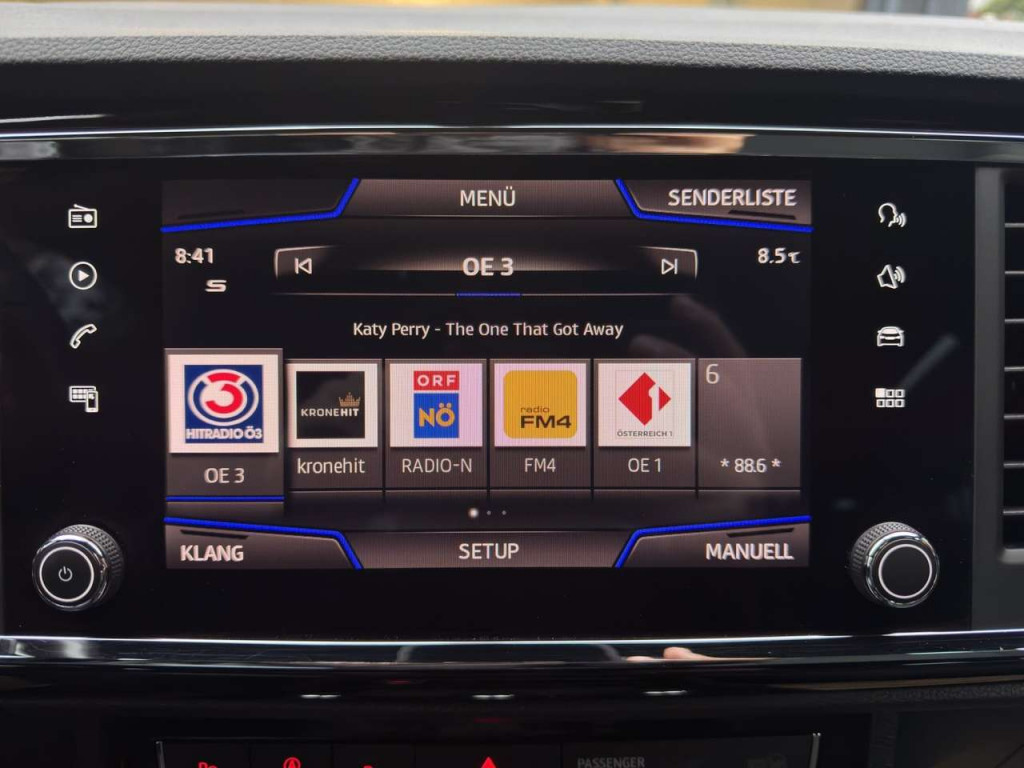 MENÜ
SENDERLISTE
8:41
OE 3
8.5°C
S
Katy Perry - The One That Got Away
3
HITRADIO Ö3
KRONEHIT
ORF
NÖ
radio
FM4
1
ÖSTERREICH 1
6
OE 3
kronehit
RADIO-N
FM4
OE 1
* 88.6 *
KLANG
SETUP
MANUELL
PASSENGER